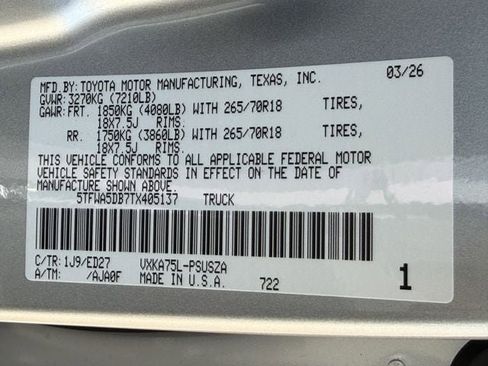 MFD.BY: TOYOTA MOTOR MANUFACTURING, TEXAS, INC. 03/26
GVWR: 3270KG (7210LB)
GAWR: FRT. 1850KG (4080LB) WITH 265/70R18 TIRES,
18X7.5J RIMS.
RR. 1750KG (3860LB) WITH 265/70R18 TIRES,
18X7.5J RIMS.
THIS VEHICLE CONFORMS TO ALL APPLICABLE FEDERAL MOTOR
VEHICLE SAFETY STANDARDS IN EFFECT ON THE DATE OF
MANUFACTURE SHOWN ABOVE.
5TFWA5DB7TX405137 TRUCK
C/TR: 1J9/ED27 VXKA75L-PSUSZA
A/TM: /AJA0F MADE IN U.S.A. 722 1